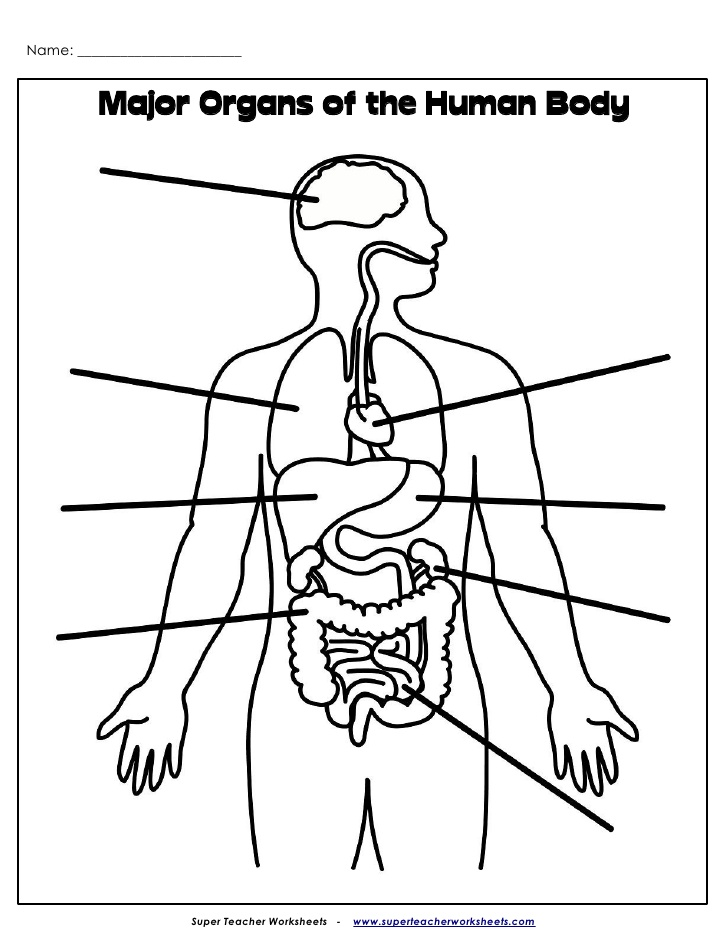 Name: ______________________
Major Organs of the Human Body
Super Teacher Worksheets - www.superteacherworksheets.com